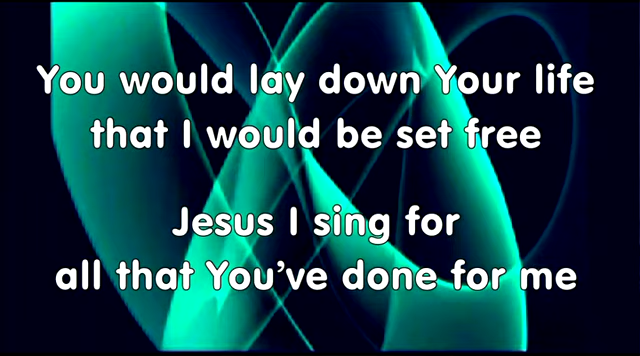 You would lay down Your life
that I would be set free
Jesus I sing for
all that You've done for me